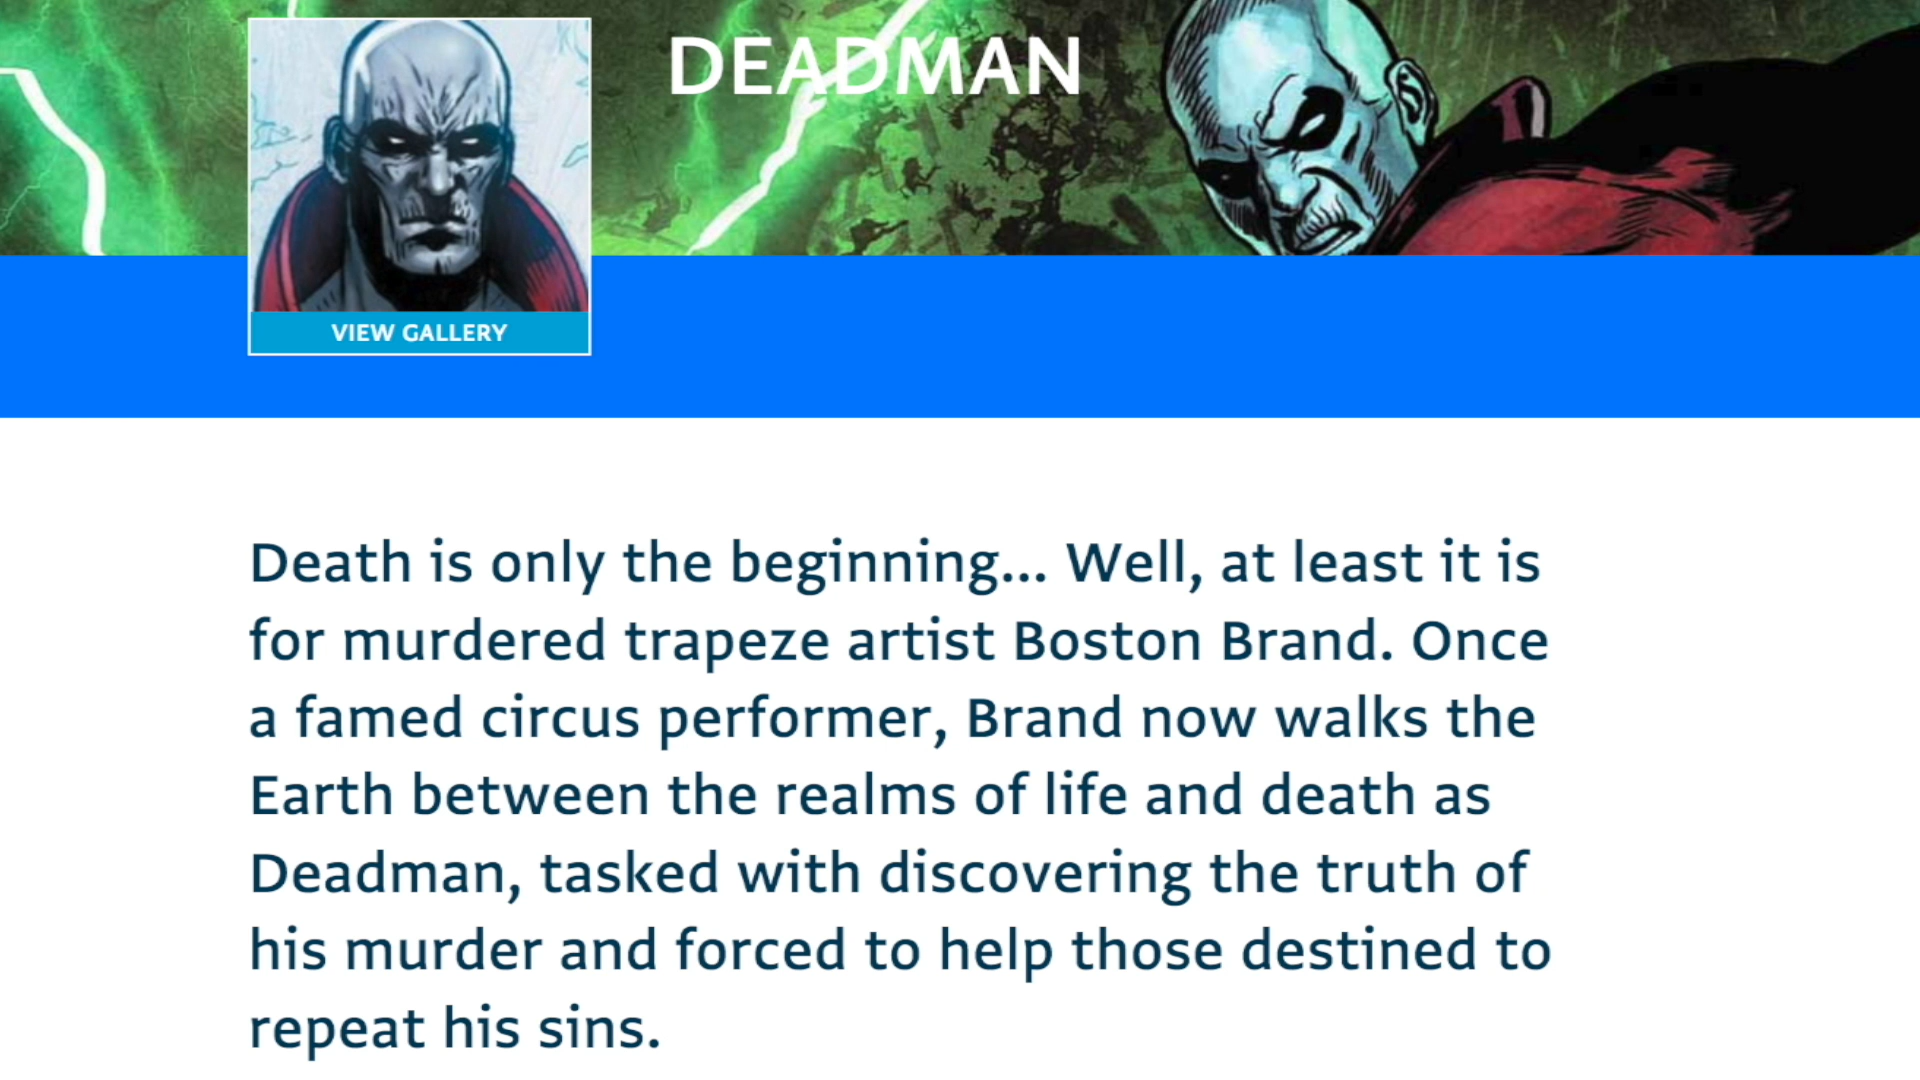 DEADMAN
VIEW GALLERY
Death is only the beginning... Well, at least it is
for murdered trapeze artist Boston Brand. Once
a famed circus performer, Brand now walks the
Earth between the realms of life and death as
Deadman, tasked with discovering the truth of
his murder and forced to help those destined to
repeat his sins.